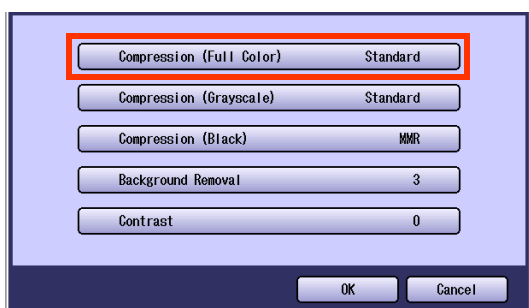 Compression (Full Color) Standard
Compression (Grayscale) Standard
Compression (Black) MMR
Background Removal 3
Contrast 0
OK Cancel